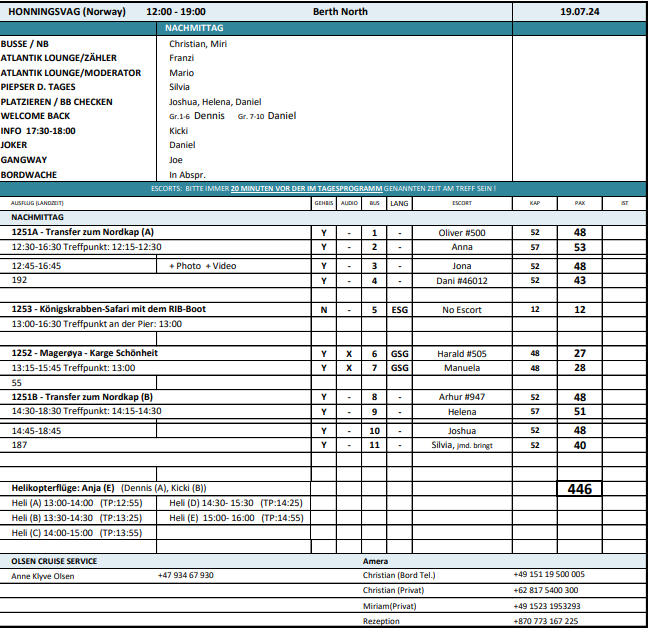 HONNINGSVAG (Norway) 12:00 - 19:00 Berth North 19.07.24
NACHMITTAG
BUSSE / NB Christian, Miri
ATLANTIK LOUNGE/ZÄHLER Franzi
ATLANTIK LOUNGE/MODERATOR Mario
PIEPSER D. TAGES Silvia
PLATZIEREN / BB CHECKEN Joshua, Helena, Daniel
WELCOME BACK Gr.1-6 Dennis Gr. 7-10 Daniel
INFO 17:30-18:00 Kicki
JOKER Daniel
GANGWAY Joe
BORDWACHE In Abspr.
ESCORTS: BITTE IMMER 20 MINUTEN VOR DER IM TAGESPROGRAMM GENANNTEN ZEIT AM TREFF SEIN !
AUSFLUG (LANDZEIT) GEHBIS AUDIO BUS LANG ESCORT KAP PAX IST
NACHMITTAG
1251A - Transfer zum Nordkap (A) Y - 1 - Oliver #500 52 48
12:30-16:30 Treffpunkt: 12:15-12:30 Y - 2 - Anna 57 53
12:45-16:45 + Photo + Video Y - 3 - Jona 52 48
192 Y - 4 - Dani #46012 52 43
1253 - Königskrabben-Safari mit dem RIB-Boot N - 5 ESG No Escort 12 12
13:00-16:30 Treffpunkt an der Pier: 13:00
1252 - Magerøya - Karge Schönheit Y X 6 GSG Harald #505 48 27
13:15-15:45 Treffpunkt: 13:00 Y X 7 GSG Manuela 48 28
55
1251B - Transfer zum Nordkap (B) Y - 8 - Arhur #947 52 48
14:30-18:30 Treffpunkt: 14:15-14:30 Y - 9 - Helena 57 51
14:45-18:45 Y - 10 - Joshua 52 48
187 Y - 11 - Silvia, jmd. bringt 52 40
Helikopterflüge: Anja (E) (Dennis (A), Kicki (B)) 446
Heli (A) 13:00-14:00 (TP:12:55) Heli (D) 14:30- 15:30 (TP:14:25)
Heli (B) 13:30-14:30 (TP:13:25) Heli (E) 15:00- 16:00 (TP:14:55)
Heli (C) 14:00-15:00 (TP:13:55)
OLSEN CRUISE SERVICE Amera
Anne Klyve Olsen +47 934 67 930 Christian (Bord Tel.) +49 151 19 500 005
Christian (Privat) +62 817 5400 300
Miriam(Privat) +49 1523 1953293
Rezeption +870 773 167 225